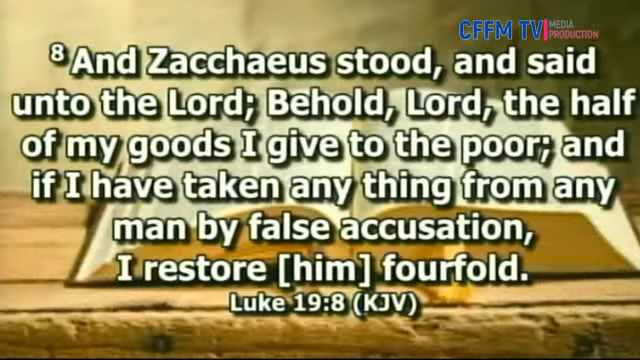 CFFM TV MEDIA
PRODUCTION
8 And Zacchaeus stood, and said
unto the Lord; Behold, Lord, the half
of my goods I give to the poor; and
if I have taken any thing from any
man by false accusation,
I restore [him] fourfold.
Luke 19:8 (KJV)